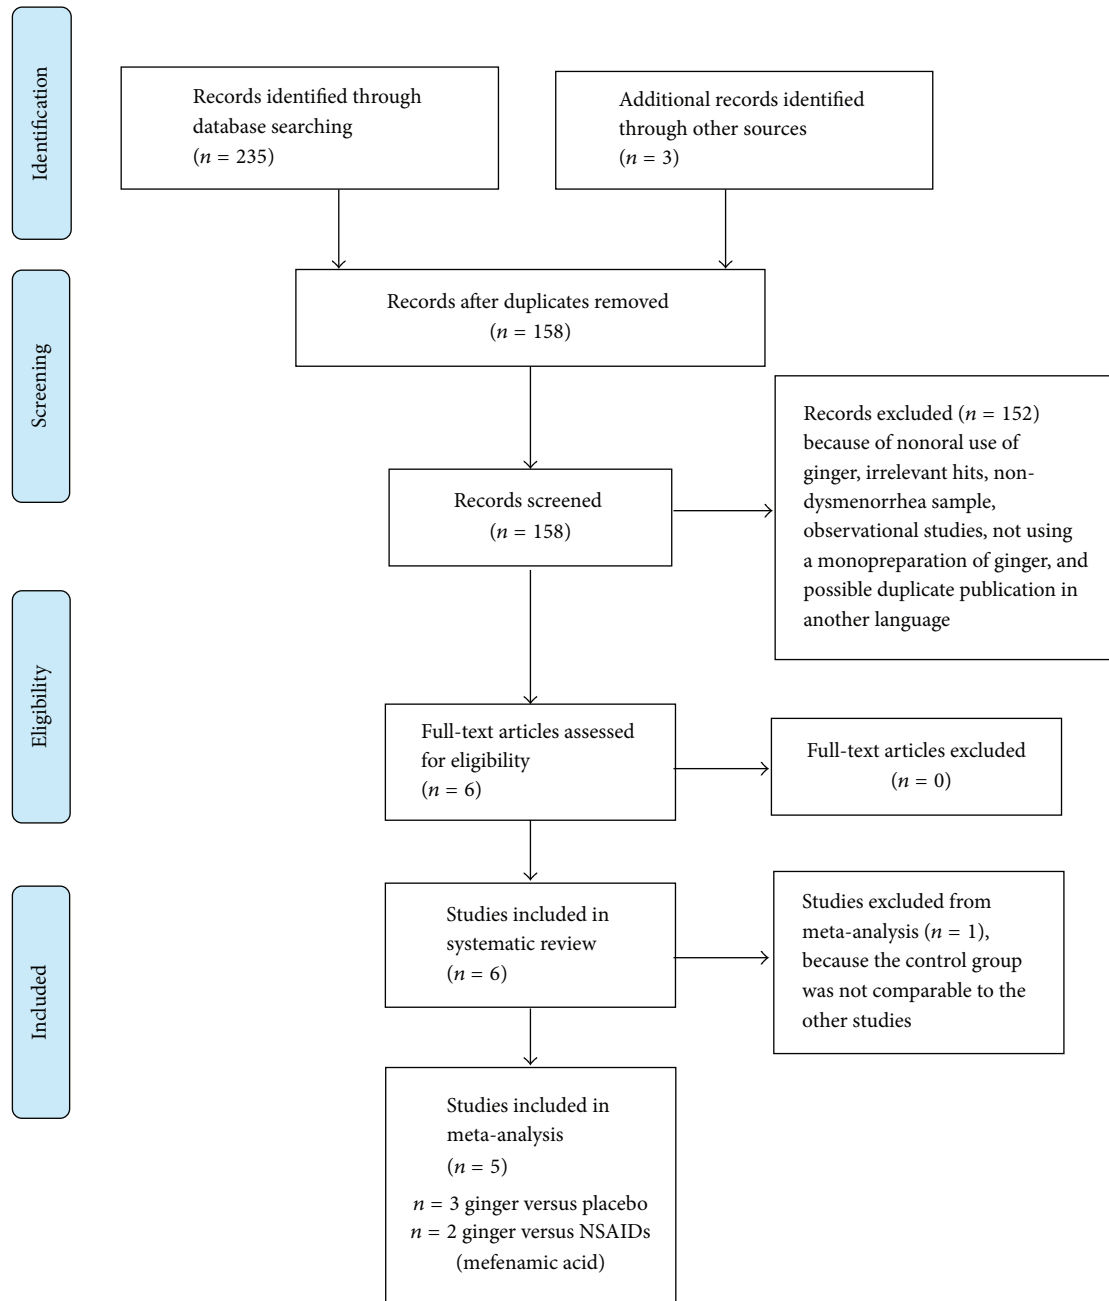 Identification
Records identified through
database searching
(n = 235)
Additional records identified
through other sources
(n = 3)
Screening
Records after duplicates removed
(n = 158)
Records screened
(n = 158)
Records excluded (n = 152)
because of nonoral use of
ginger, irrelevant hits, non-
dysmenorrhea sample,
observational studies, not using
a monopreparation of ginger, and
possible duplicate publication in
another language
Eligibility
Full-text articles assessed
for eligibility
(n = 6)
Full-text articles excluded
(n = 0)
Included
Studies included in
systematic review
(n = 6)
Studies excluded from
meta-analysis (n = 1),
because the control group
was not comparable to the
other studies
Studies included in
meta-analysis
(n = 5)
n = 3 ginger versus placebo
n = 2 ginger versus NSAIDs
(mefenamic acid)